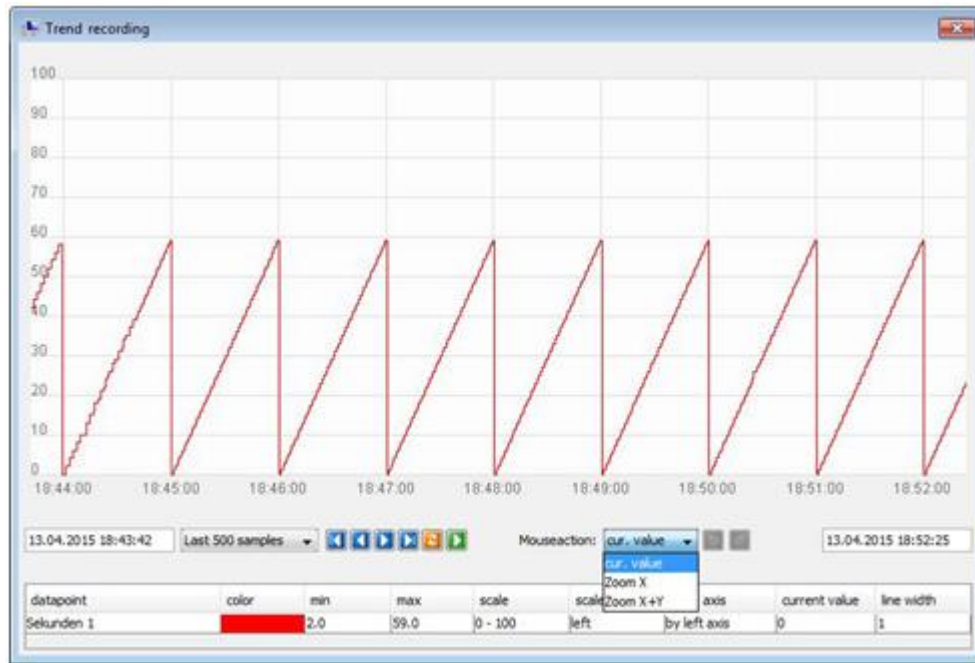 Trend recording
100
90
80
70
60
50
40
30
20
10
0
18:44:00 18:45:00 18:46:00 18:47:00 18:48:00 18:49:00 18:50:00 18:51:00 18:52:00
13.04.2015 18:43:42 Last 500 samples Mouseaction: cur. value 13.04.2015 18:52:25
cur. value
Zoom X
Zoom X+Y
datapoint color min max scale scale axis current value line width
Sekunden 1 2.0 59.0 0 - 100 left by left axis 0 1